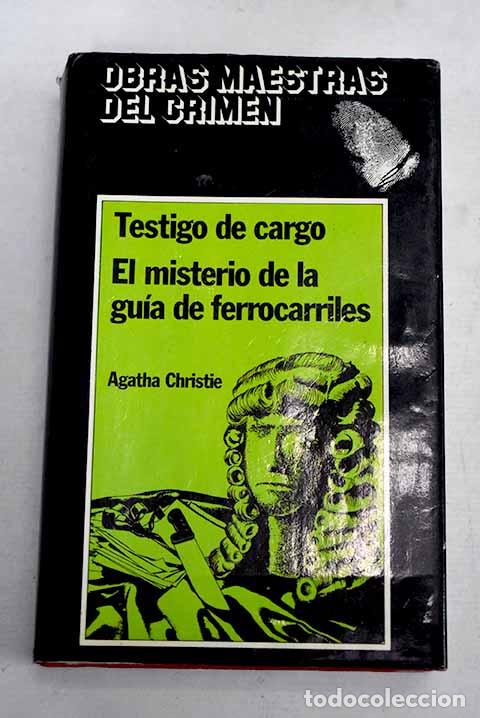 OBRAS MAESTRAS
DEL CRIMEN
Testigo de cargo
El misterio de la
guía de ferrocarriles
Agatha Christie
todocoleccion